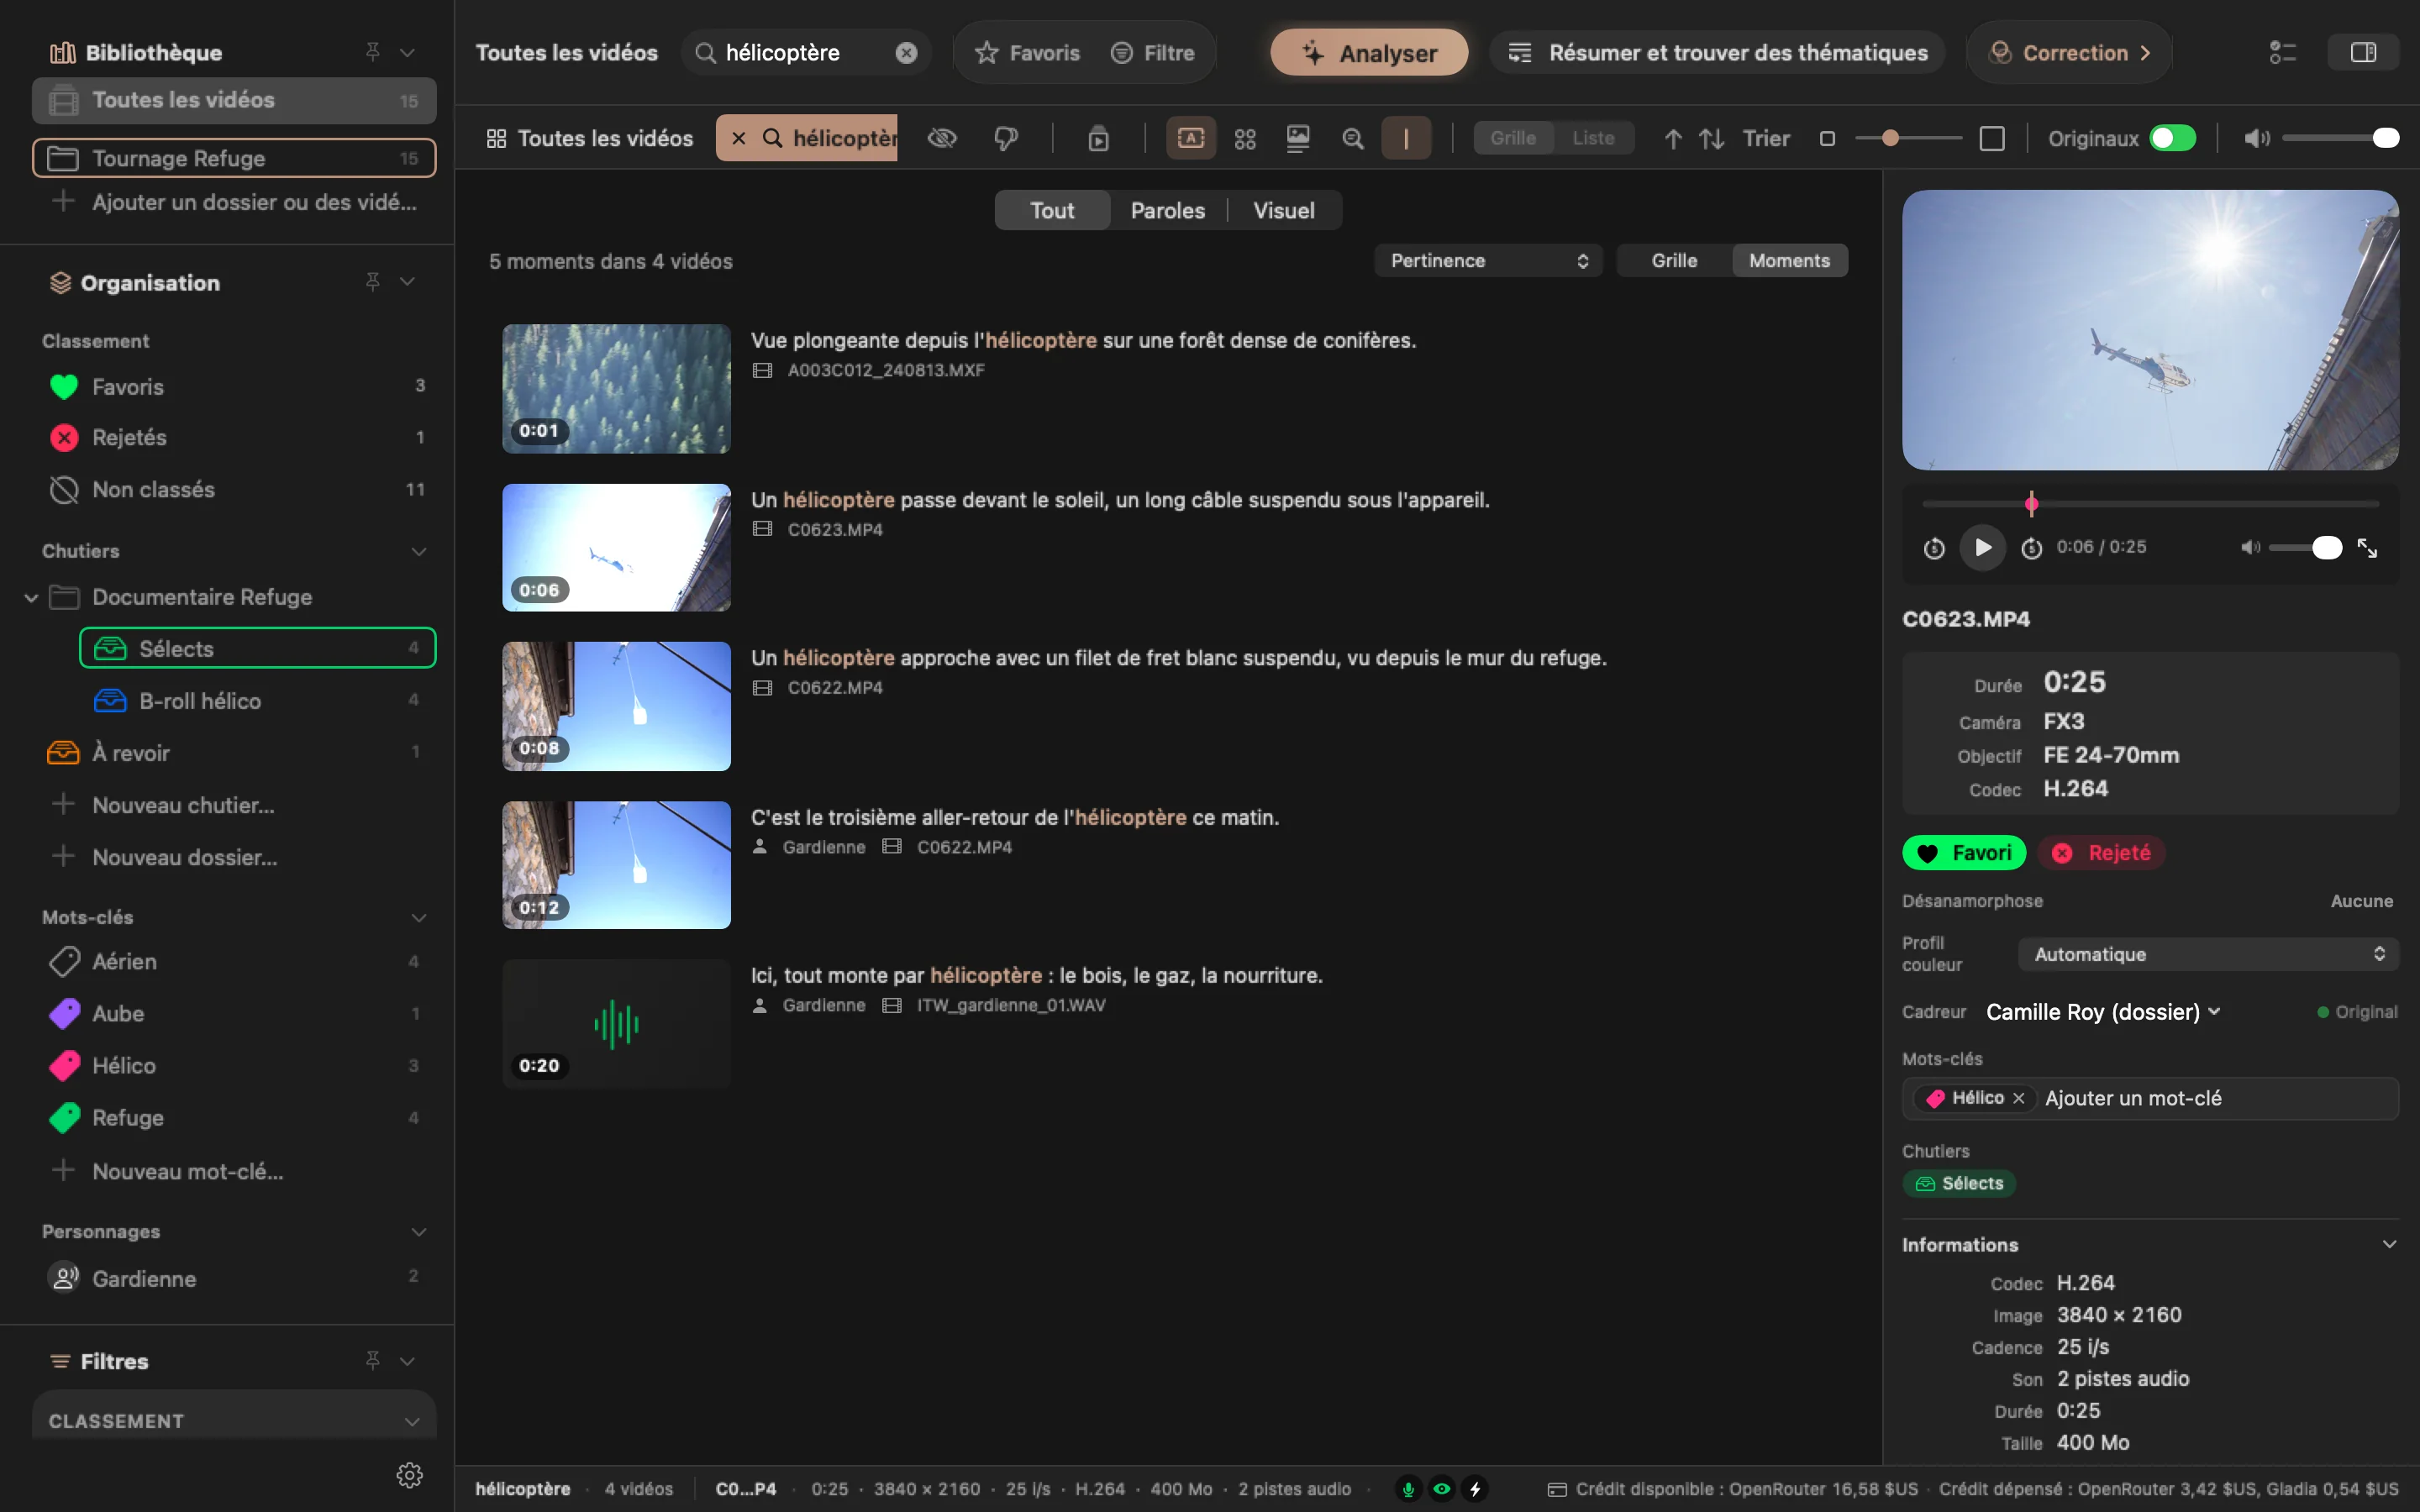 Bibliothèque
Toutes les vidéos 15
Tournage Refuge 15
Ajouter un dossier ou des vidé...
Organisation
Classement
Favoris 3
Rejetés 1
Non classés 11
Chutiers
Documentaire Refuge
Sélects 4
B-roll hélico 4
À revoir 1
Nouveau chutier...
Nouveau dossier...
Mots-clés
Aérien 4
Aube 1
Hélico 3
Refuge 4
Nouveau mot-clé...
Personnages
Gardienne 2
Filtres
CLASSEMENT
Toutes les vidéos hélicoptère Favoris Filtre Analyser Résumer et trouver des thématiques Correction
Toutes les vidéos hélicoptèr Grille Liste Trier Originaux
Tout Paroles Visuel
5 moments dans 4 vidéos Pertinence Grille Moments
Vue plongeante depuis l'hélicoptère sur une forêt dense de conifères.
A003C012_240813.MXF
0:01
Un hélicoptère passe devant le soleil, un long câble suspendu sous l'appareil.
C0623.MP4
0:06
Un hélicoptère approche avec un filet de fret blanc suspendu, vu depuis le mur du refuge.
C0622.MP4
0:08
C'est le troisième aller-retour de l'hélicoptère ce matin.
Gardienne C0622.MP4
0:12
Ici, tout monte par hélicoptère : le bois, le gaz, la nourriture.
Gardienne ITW_gardienne_01.WAV
0:20
5 5 0:06 / 0:25
C0623.MP4
Durée 0:25
Caméra FX3
Objectif FE 24-70mm
Codec H.264
Favori Rejeté
Désanamorphose Aucune
Profil couleur Automatique
Cadreur Camille Roy (dossier) Original
Mots-clés
Hélico Ajouter un mot-clé
Chutiers
Sélects
Informations
Codec H.264
Image 3840 × 2160
Cadence 25 i/s
Son 2 pistes audio
Durée 0:25
Taille 400 Mo
hélicoptère · 4 vidéos C0...P4 · 0:25 · 3840 × 2160 · 25 i/s · H.264 · 400 Mo · 2 pistes audio · Crédit disponible : OpenRouter 16,58 $US · Crédit dépensé : OpenRouter 3,42 $US, Gladia 0,54 $US